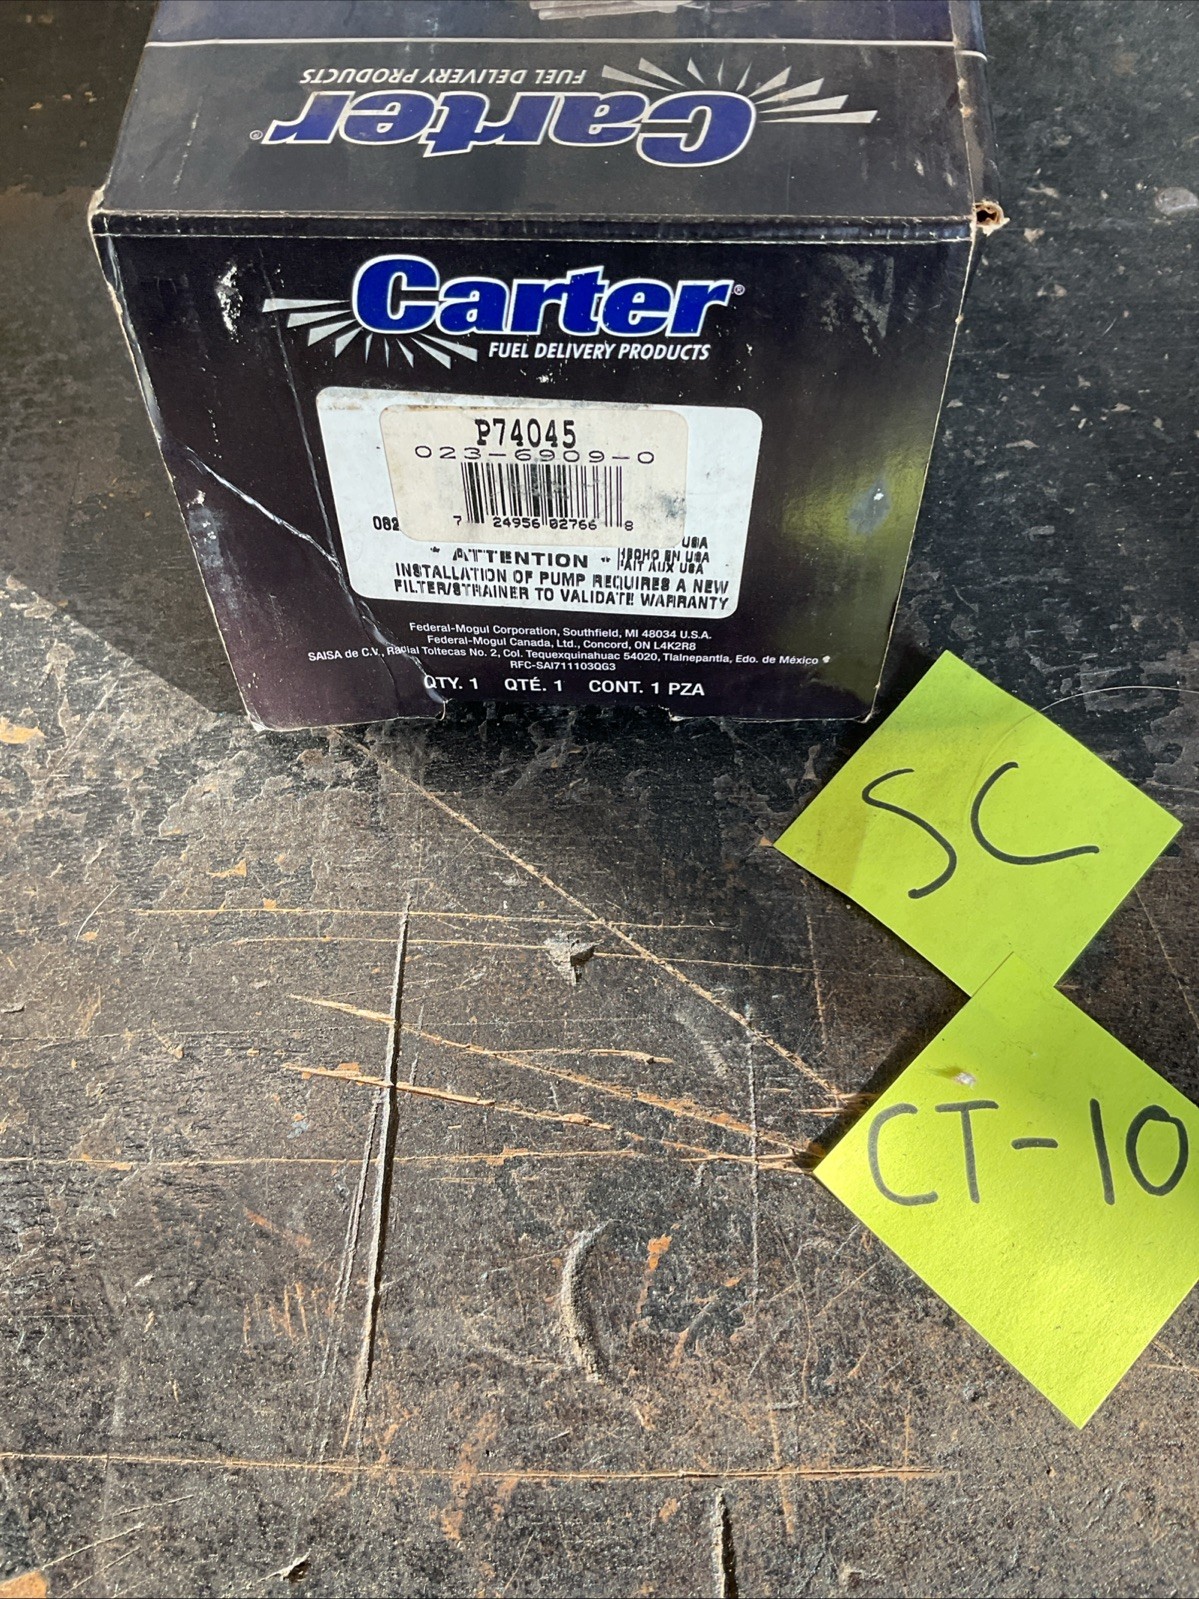 FUEL DELIVERY PRODUCTS
Carter®
Carter®
FUEL DELIVERY PRODUCTS
P74045
023-6909-0
7 24956 02766 8
082
USA
HECHO EN USA
FAIT AUX USA
* ATTENTION *
INSTALLATION OF PUMP REQUIRES A NEW
FILTER/STRAINER TO VALIDATE WARRANTY
Federal-Mogul Corporation, Southfield, MI 48034 U.S.A.
Federal-Mogul Canada, Ltd., Concord, ON L4K2R8
SAISA de C.V., Radial Toltecas No. 2, Col. Tequexquinahuac 54020, Tlalnepantla, Edo. de México
RFC-SAI711103QG3
QTY. 1 QTÉ. 1 CONT. 1 PZA
SC
CT-10